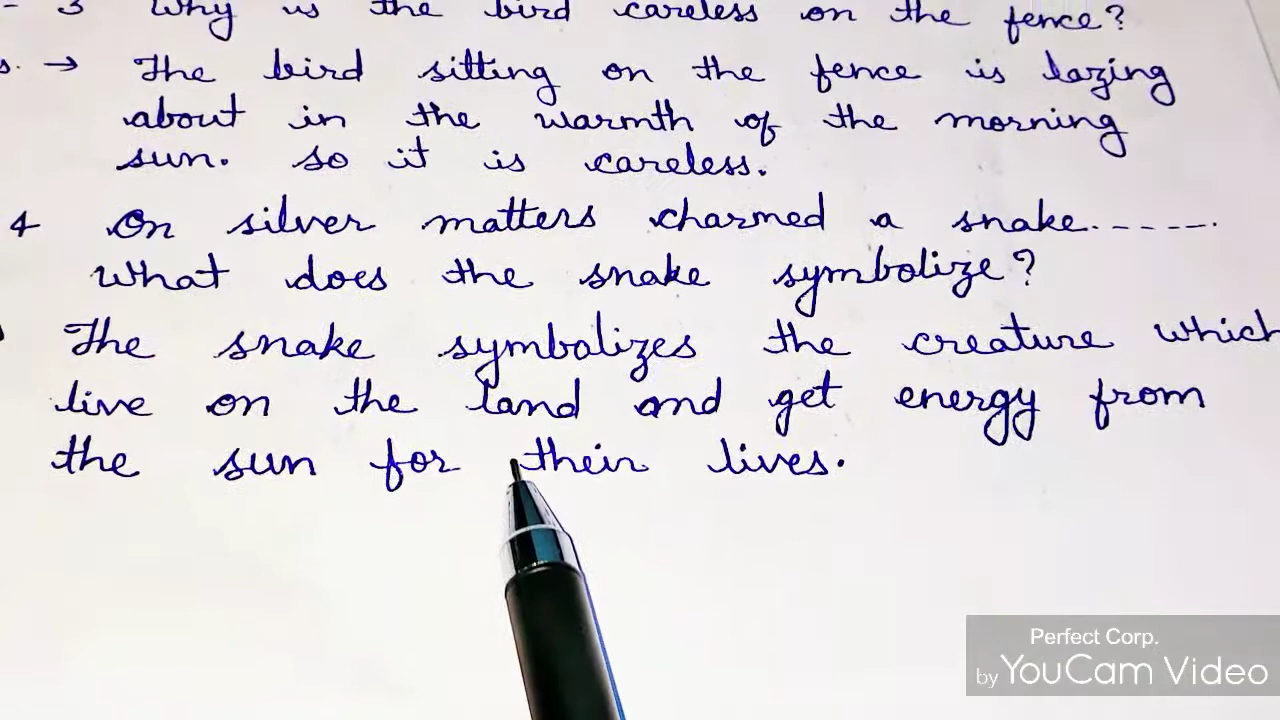 - 3 Why is the bird careless on the fence?
s. → The bird sitting on the fence is lazing
about in the warmth of the morning
sun. so it is careless.
4 On silver matters charmed a snake.-----.
What does the snake symbolize?
The snake symbolizes the creature which
live on the land and get energy from
the sun for their lives.
Perfect Corp.
by YouCam Video